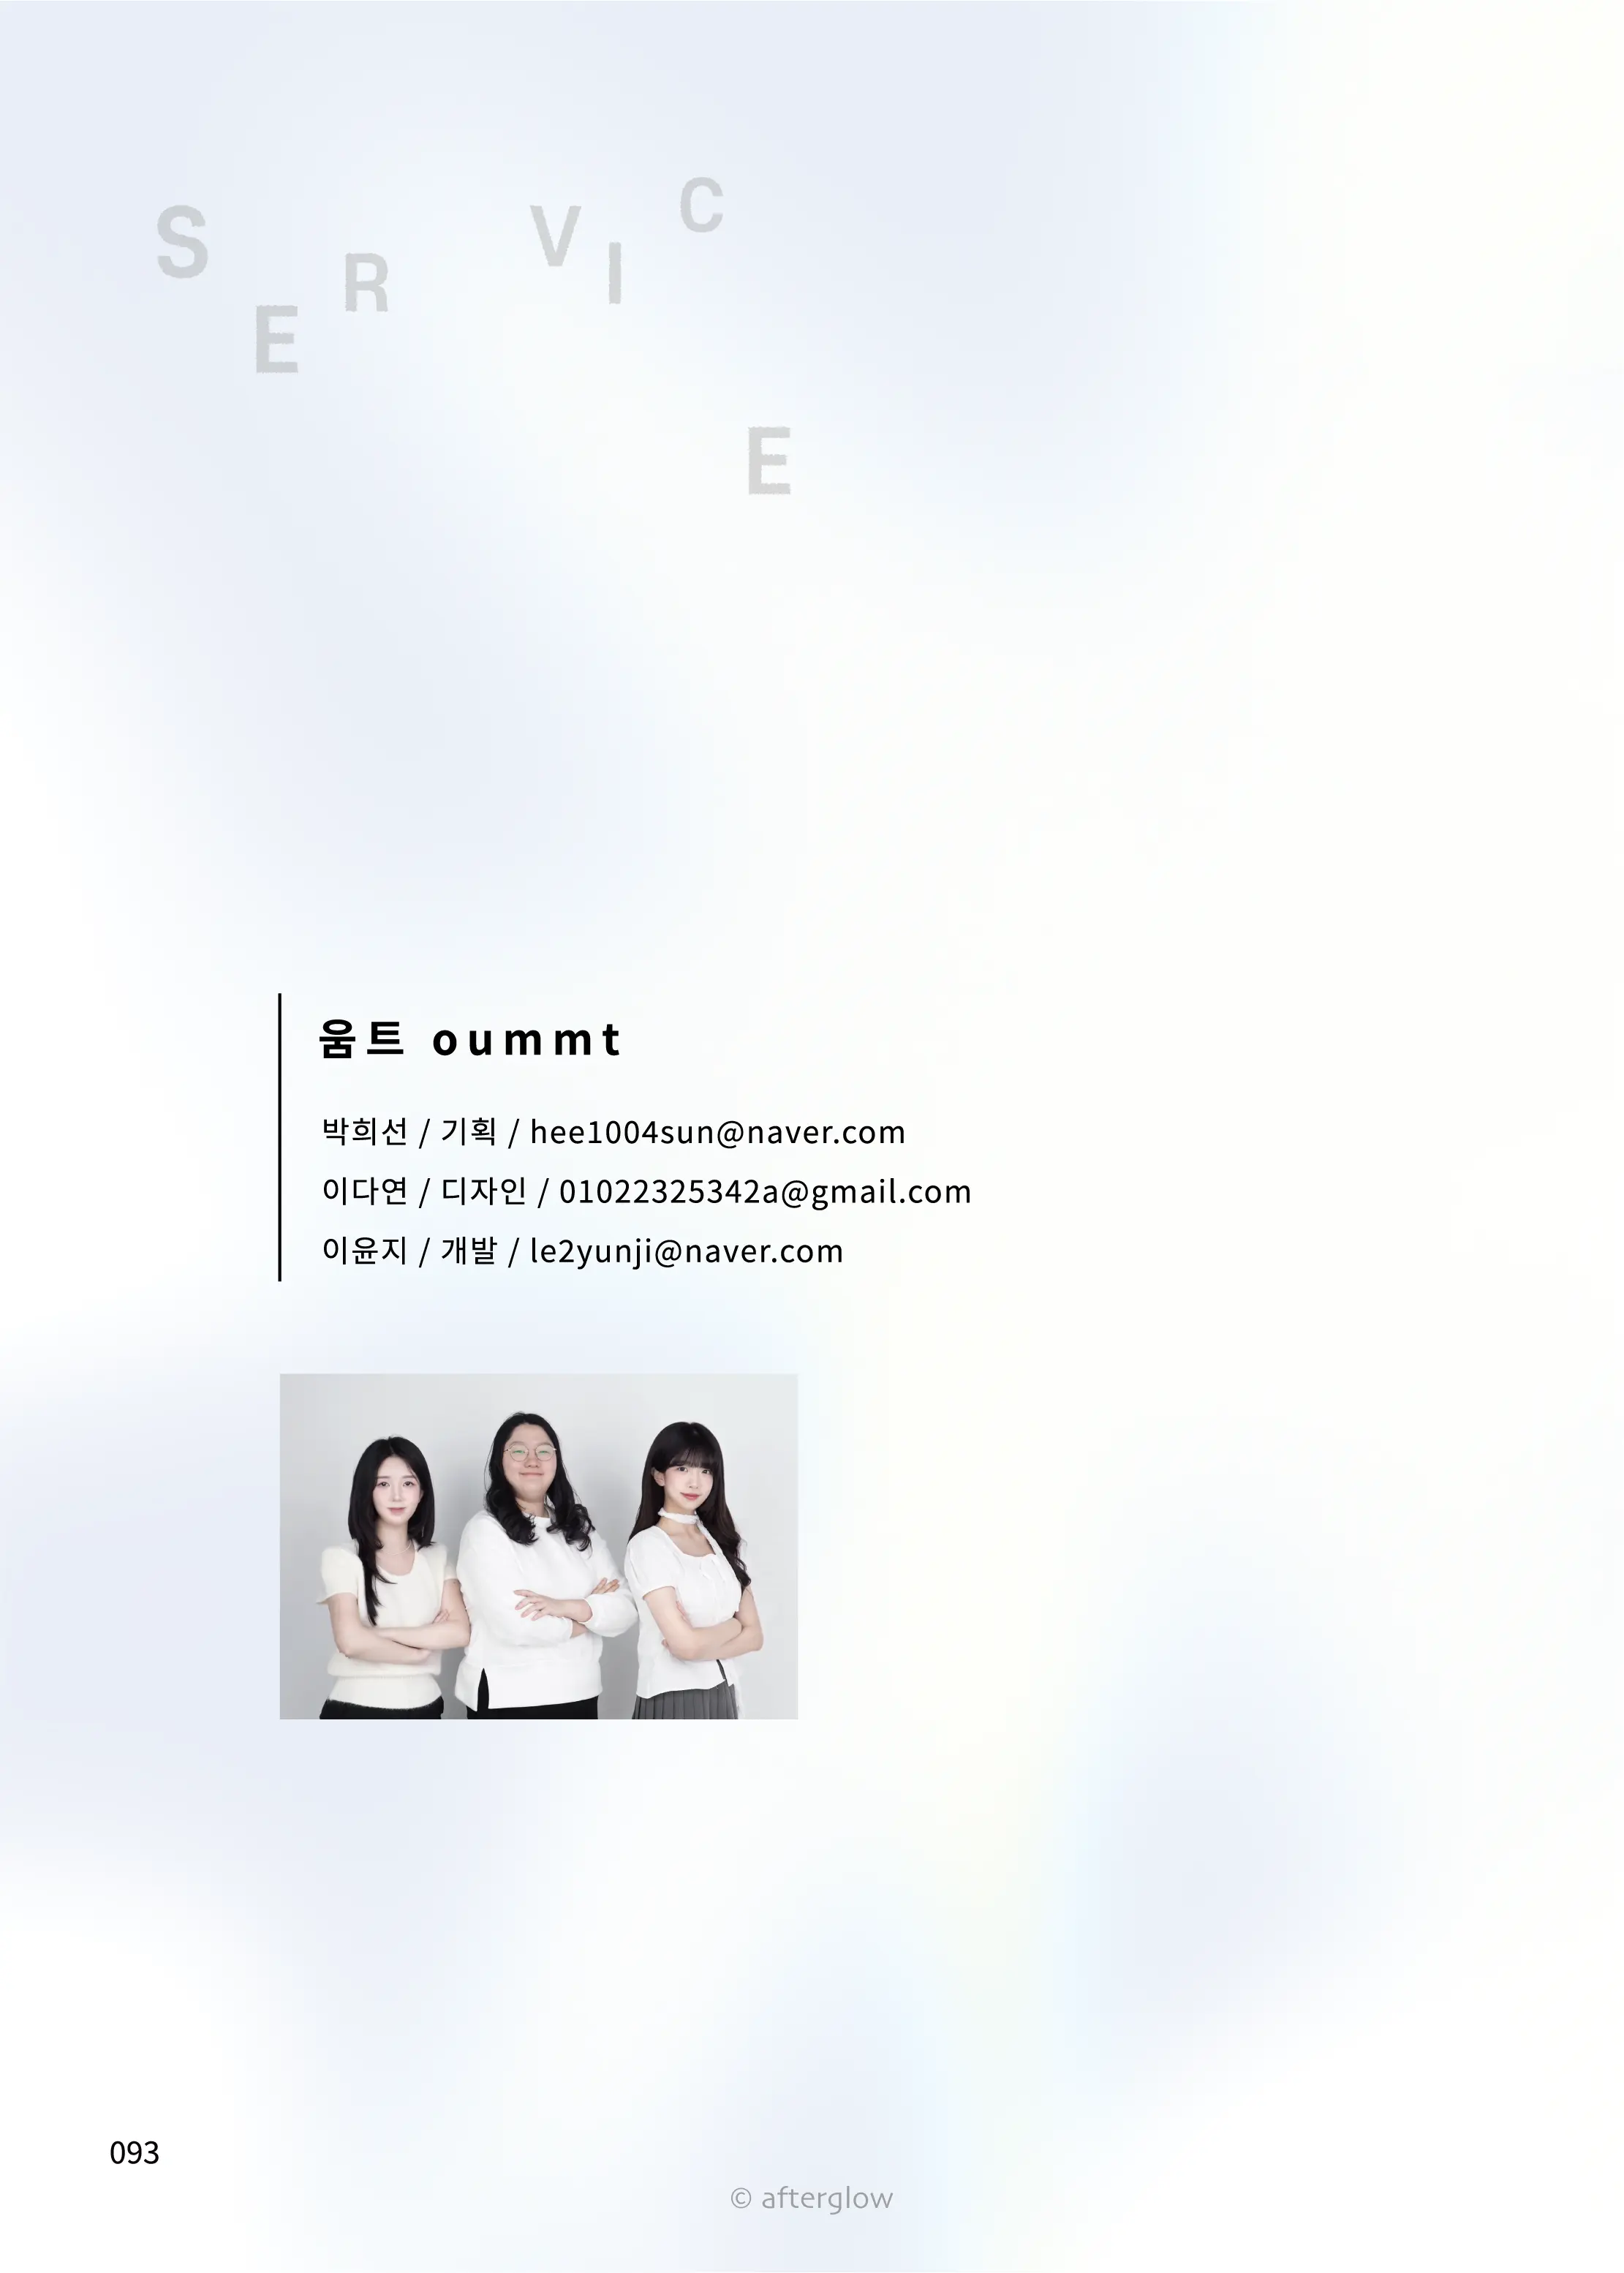 SERVICE
움트 oummt
박희선 / 기획 / hee1004sun@naver.com
이다연 / 디자인 / 01022325342a@gmail.com
이윤지 / 개발 / le2yunji@naver.com
093
© afterglow